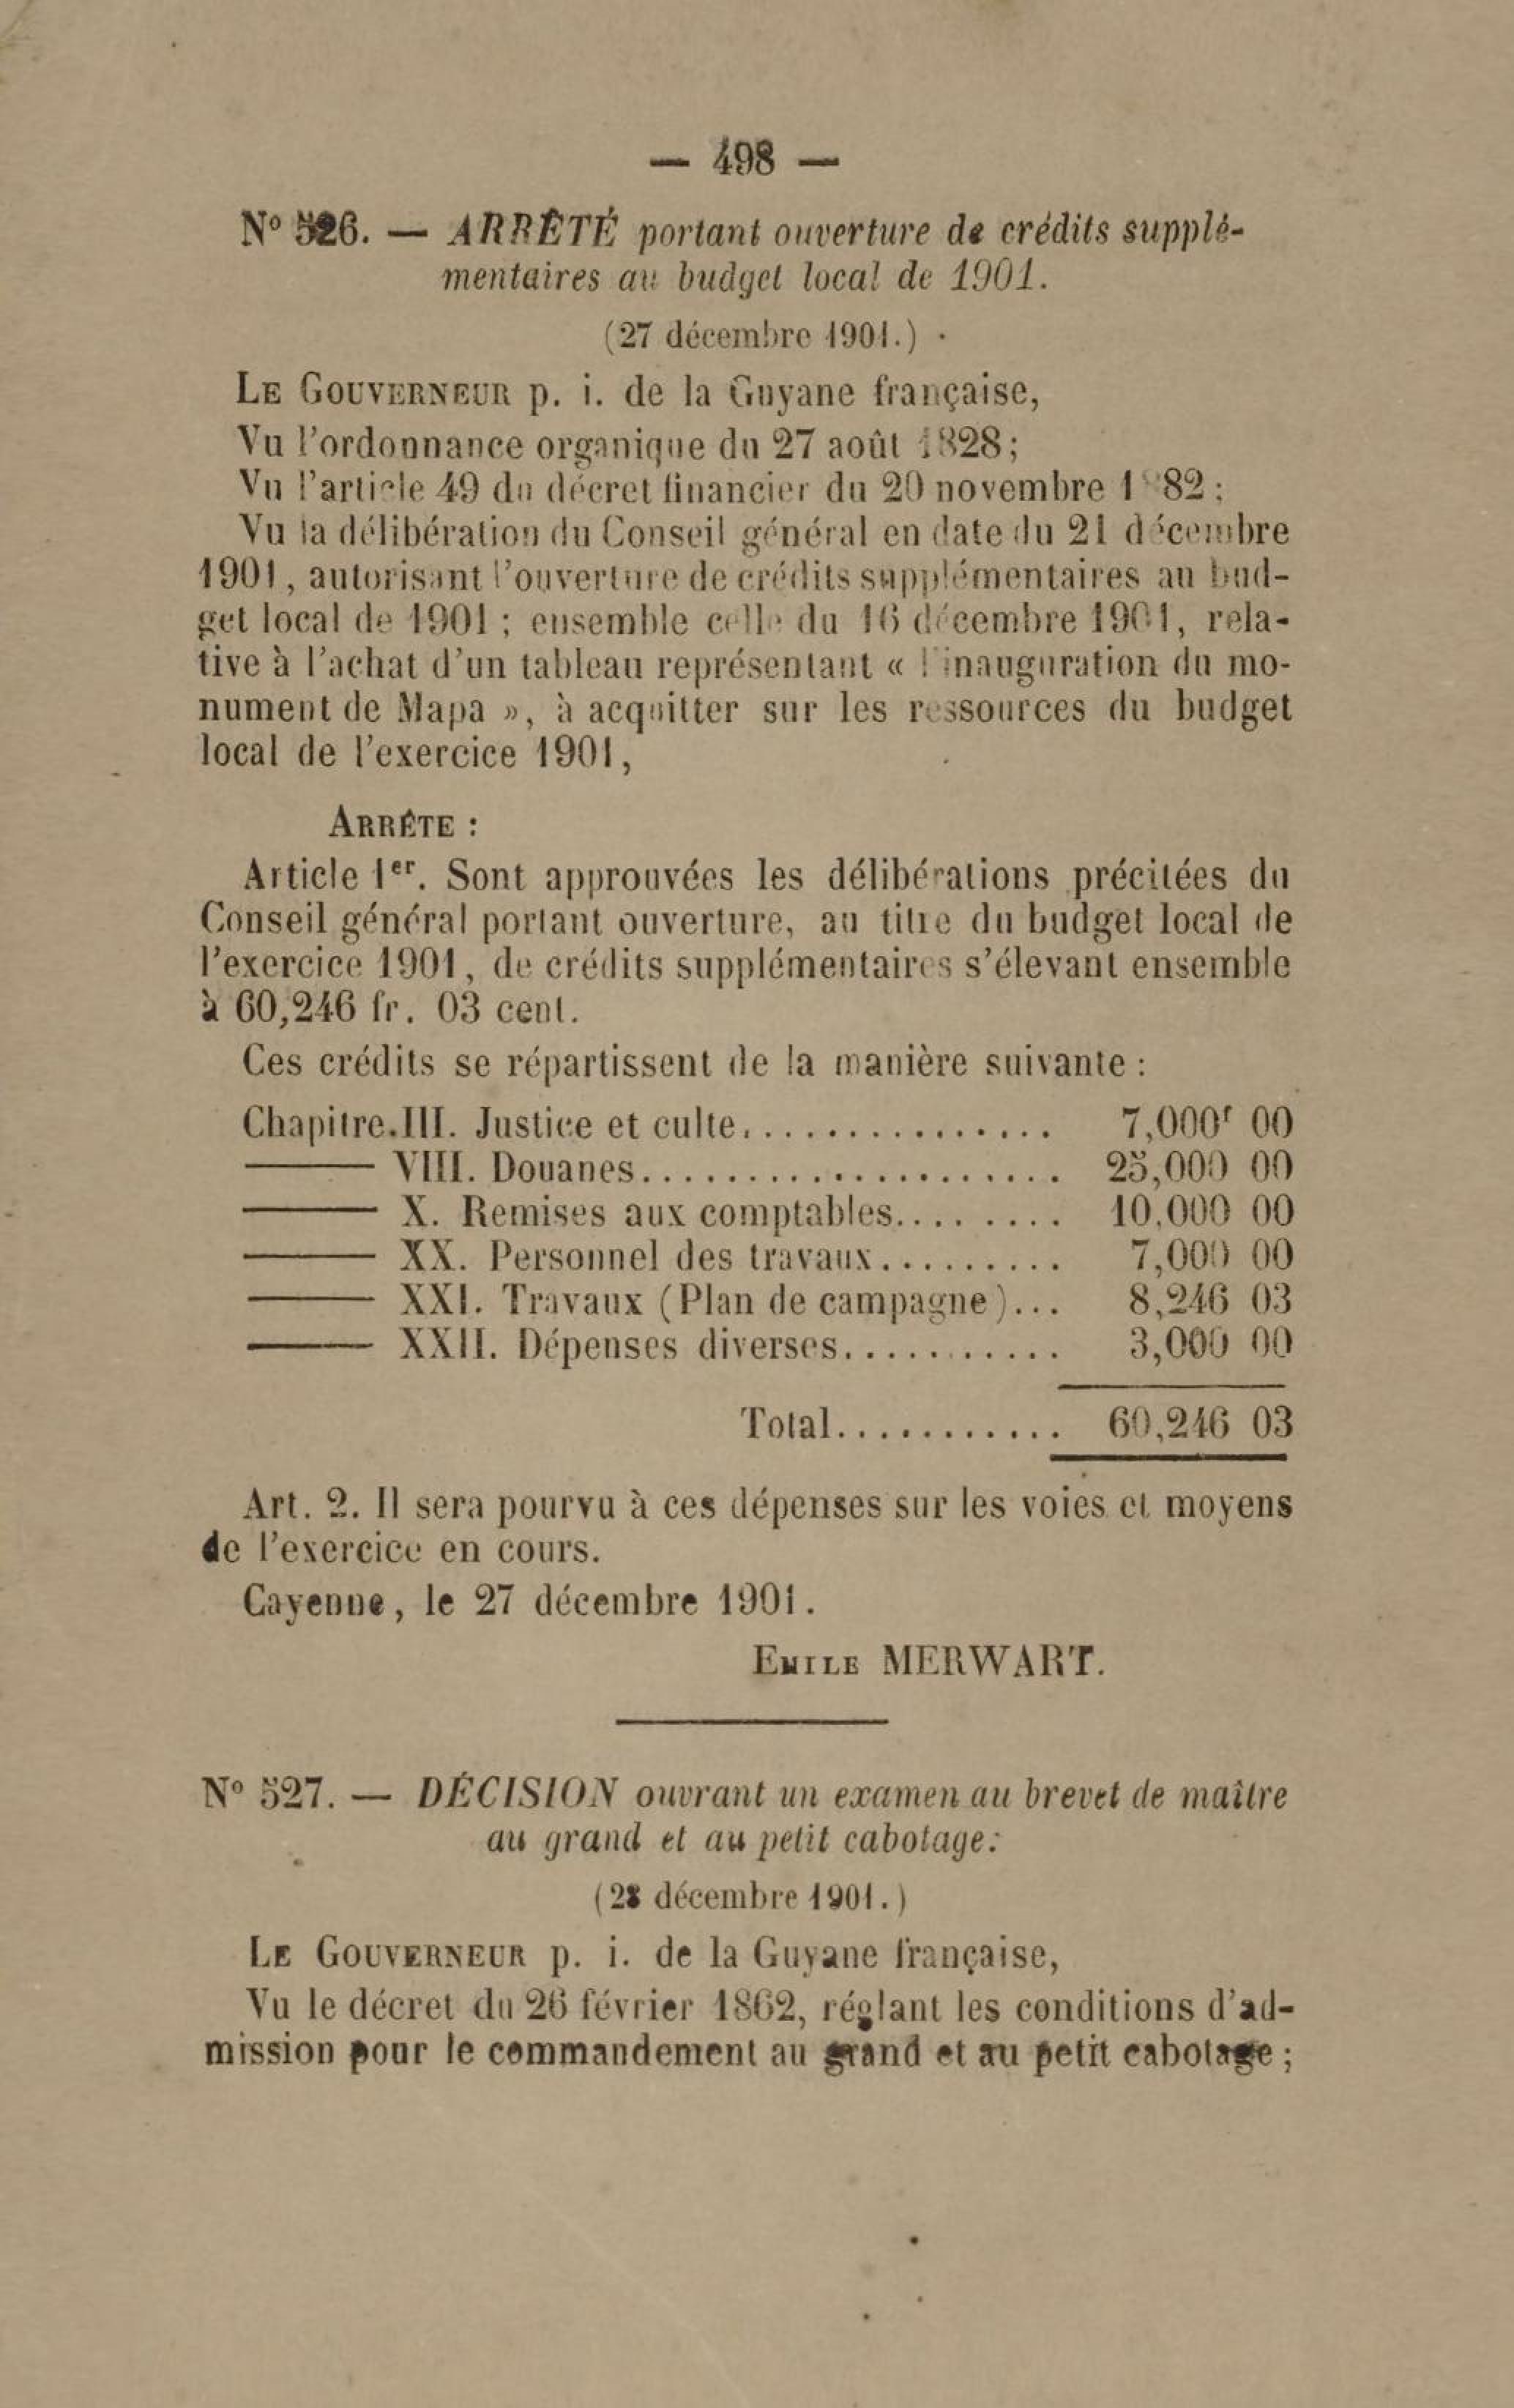 — 498 —
N° 526. — ARRÊTÉ portant ouverture de crédits supplé-
mentaires au budget local de 1901.
(27 décembre 1901.)
LE GOUVERNEUR p. i. de la Guyane française,
Vu l'ordonnance organique du 27 août 1828;
Vu l'article 49 du décret financier du 20 novembre 1882;
Vu la délibération du Conseil général en date du 21 décembre
1901, autorisant l'ouverture de crédits supplémentaires au bud-
get local de 1901; ensemble celle du 16 décembre 1901, rela-
tive à l'achat d'un tableau représentant « l'inauguration du mo-
nument de Mapa », à acquitter sur les ressources du budget
local de l'exercice 1901,
ARRÊTE :
Article 1er. Sont approuvées les délibérations précitées du
Conseil général portant ouverture, au titre du budget local de
l'exercice 1901, de crédits supplémentaires s'élevant ensemble
à 60,246 fr. 03 cent.
Ces crédits se répartissent de la manière suivante :
Chapitre.III. Justice et culte............... 7,000f 00
——— VIII. Douanes.................... 25,000 00
——— X. Remises aux comptables......... 10,000 00
——— XX. Personnel des travaux.......... 7,000 00
——— XXI. Travaux (Plan de campagne)... 8,246 03
——— XXII. Dépenses diverses........... 3,000 00
Total............ 60,246 03
Art. 2. Il sera pourvu à ces dépenses sur les voies et moyens
de l'exercice en cours.
Cayenne, le 27 décembre 1901.
EMILE MERWART.
N° 527. — DÉCISION ouvrant un examen au brevet de maître
au grand et au petit cabotage:
(28 décembre 1901.)
LE GOUVERNEUR p. i. de la Guyane française,
Vu le décret du 26 février 1862, réglant les conditions d'ad-
mission pour le commandement au grand et au petit cabotage;